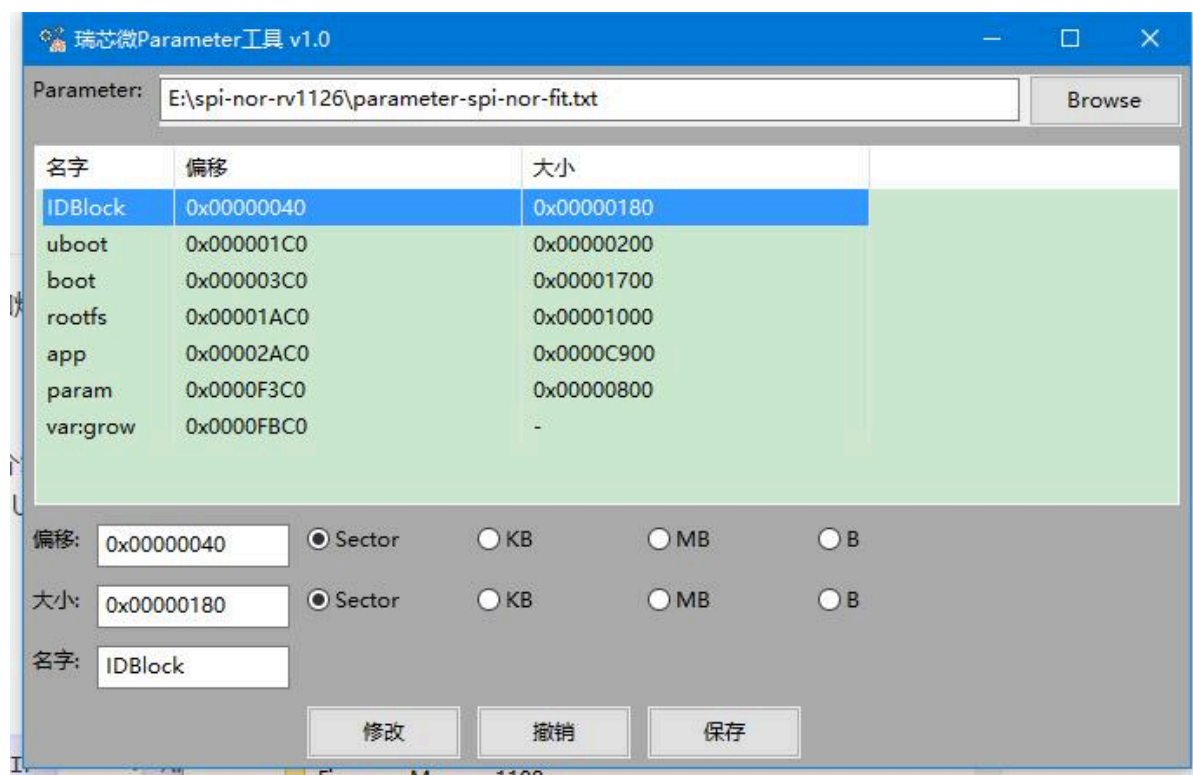 瑞芯微Parameter工具 v1.0
Parameter: E:\spi-nor-rv1126\parameter-spi-nor-fit.txt Browse
名字 偏移 大小
IDBlock 0x00000040 0x00000180
uboot 0x000001C0 0x00000200
boot 0x000003C0 0x00001700
rootfs 0x00001AC0 0x00001000
app 0x00002AC0 0x0000C900
param 0x0000F3C0 0x00000800
var:grow 0x0000FBC0 -
偏移: 0x00000040 Sector KB MB B
大小: 0x00000180 Sector KB MB B
名字: IDBlock
修改 撤销 保存